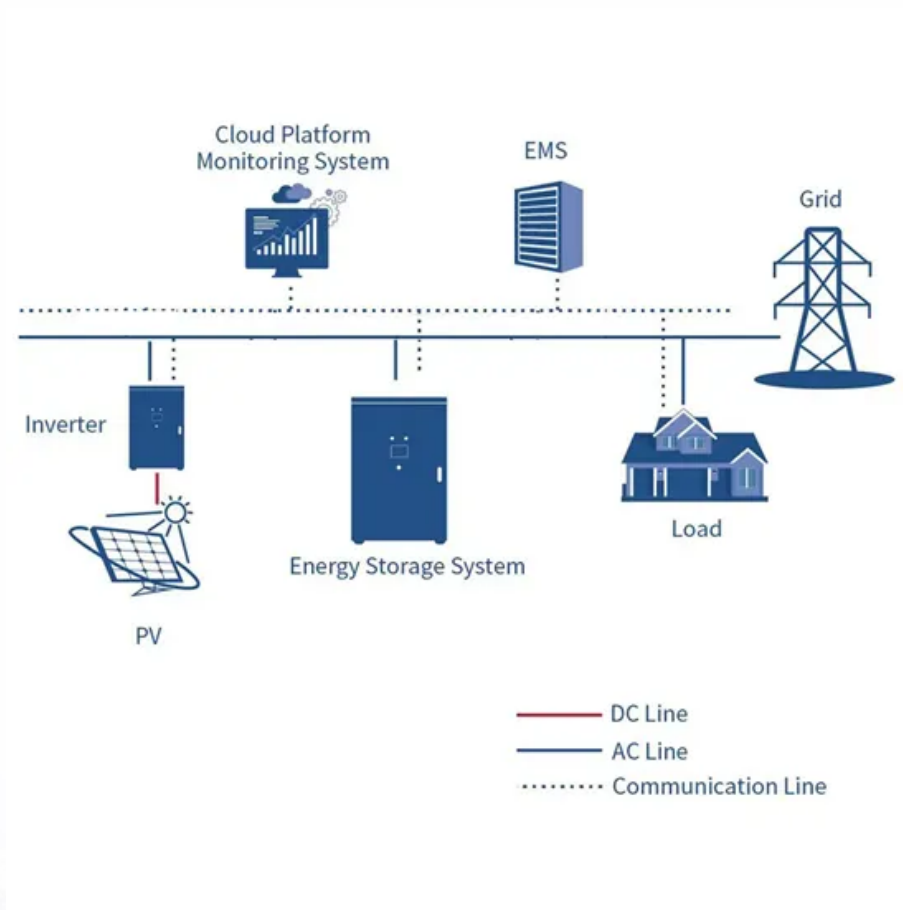 Cloud Platform
Monitoring System
EMS
Grid
Inverter
Load
Energy Storage System
PV
DC Line
AC Line
Communication Line